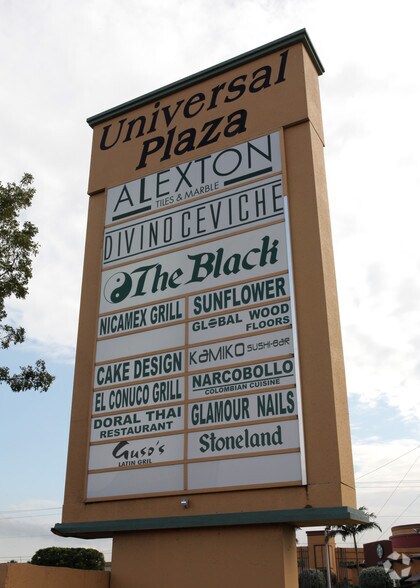 Universal
Plaza
ALEXTON
TILES & MARBLE
DIVINO CEVICHE
The Black
NICAMEX GRILL
SUNFLOWER
GLOBAL WOOD
FLOORS
CAKE DESIGN
KAMIKO SUSHI-BAR
EL CONUCO GRILL
NARCOBOLLO
COLOMBIAN CUISINE
DORAL THAI
RESTAURANT
GLAMOUR NAILS
Guso's
LATIN GRILL
Stoneland